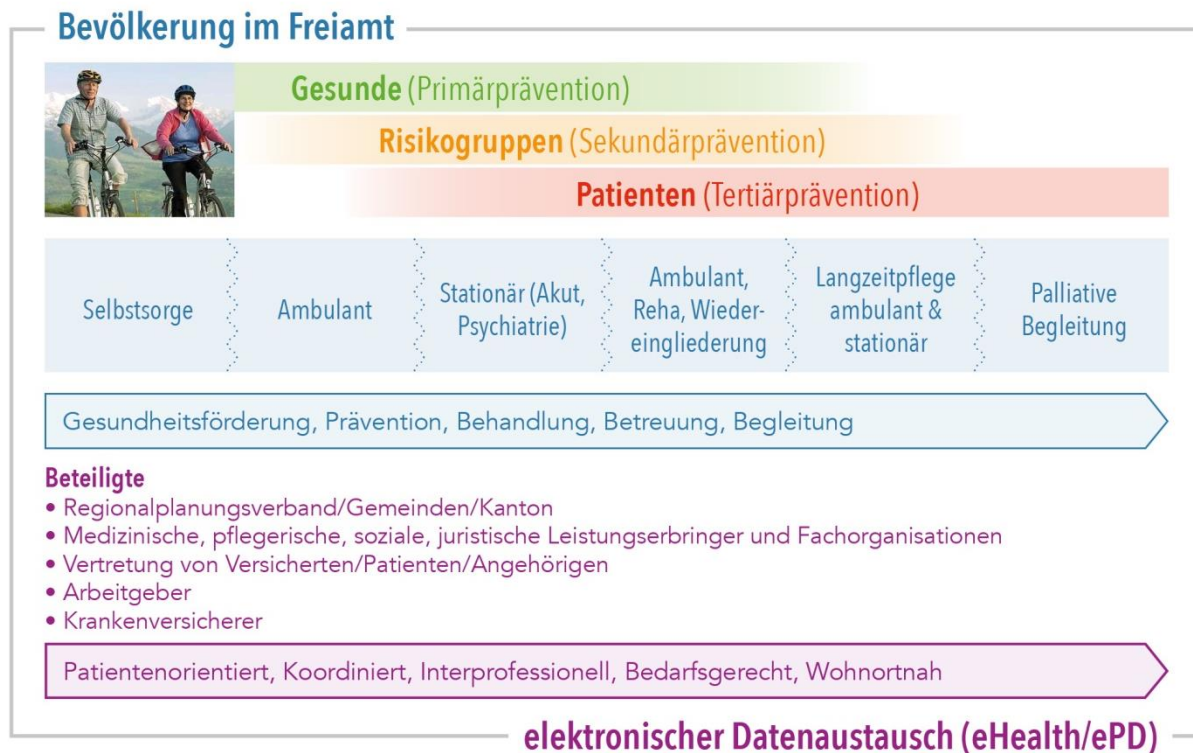 Bevölkerung im Freiamt
Gesunde (Primärprävention)
Risikogruppen (Sekundärprävention)
Patienten (Tertiärprävention)
Selbstsorge
Ambulant
Stationär (Akut,
Psychiatrie)
Ambulant,
Reha, Wieder-
eingliederung
Langzeitpflege
ambulant &
stationär
Palliative
Begleitung
Gesundheitsförderung, Prävention, Behandlung, Betreuung, Begleitung
Beteiligte
• Regionalplanungsverband/Gemeinden/Kanton
• Medizinische, pflegerische, soziale, juristische Leistungserbringer und Fachorganisationen
• Vertretung von Versicherten/Patienten/Angehörigen
• Arbeitgeber
• Krankenversicherer
Patientenorientiert, Koordiniert, Interprofessionell, Bedarfsgerecht, Wohnortnah
elektronischer Datenaustausch (eHealth/ePD)